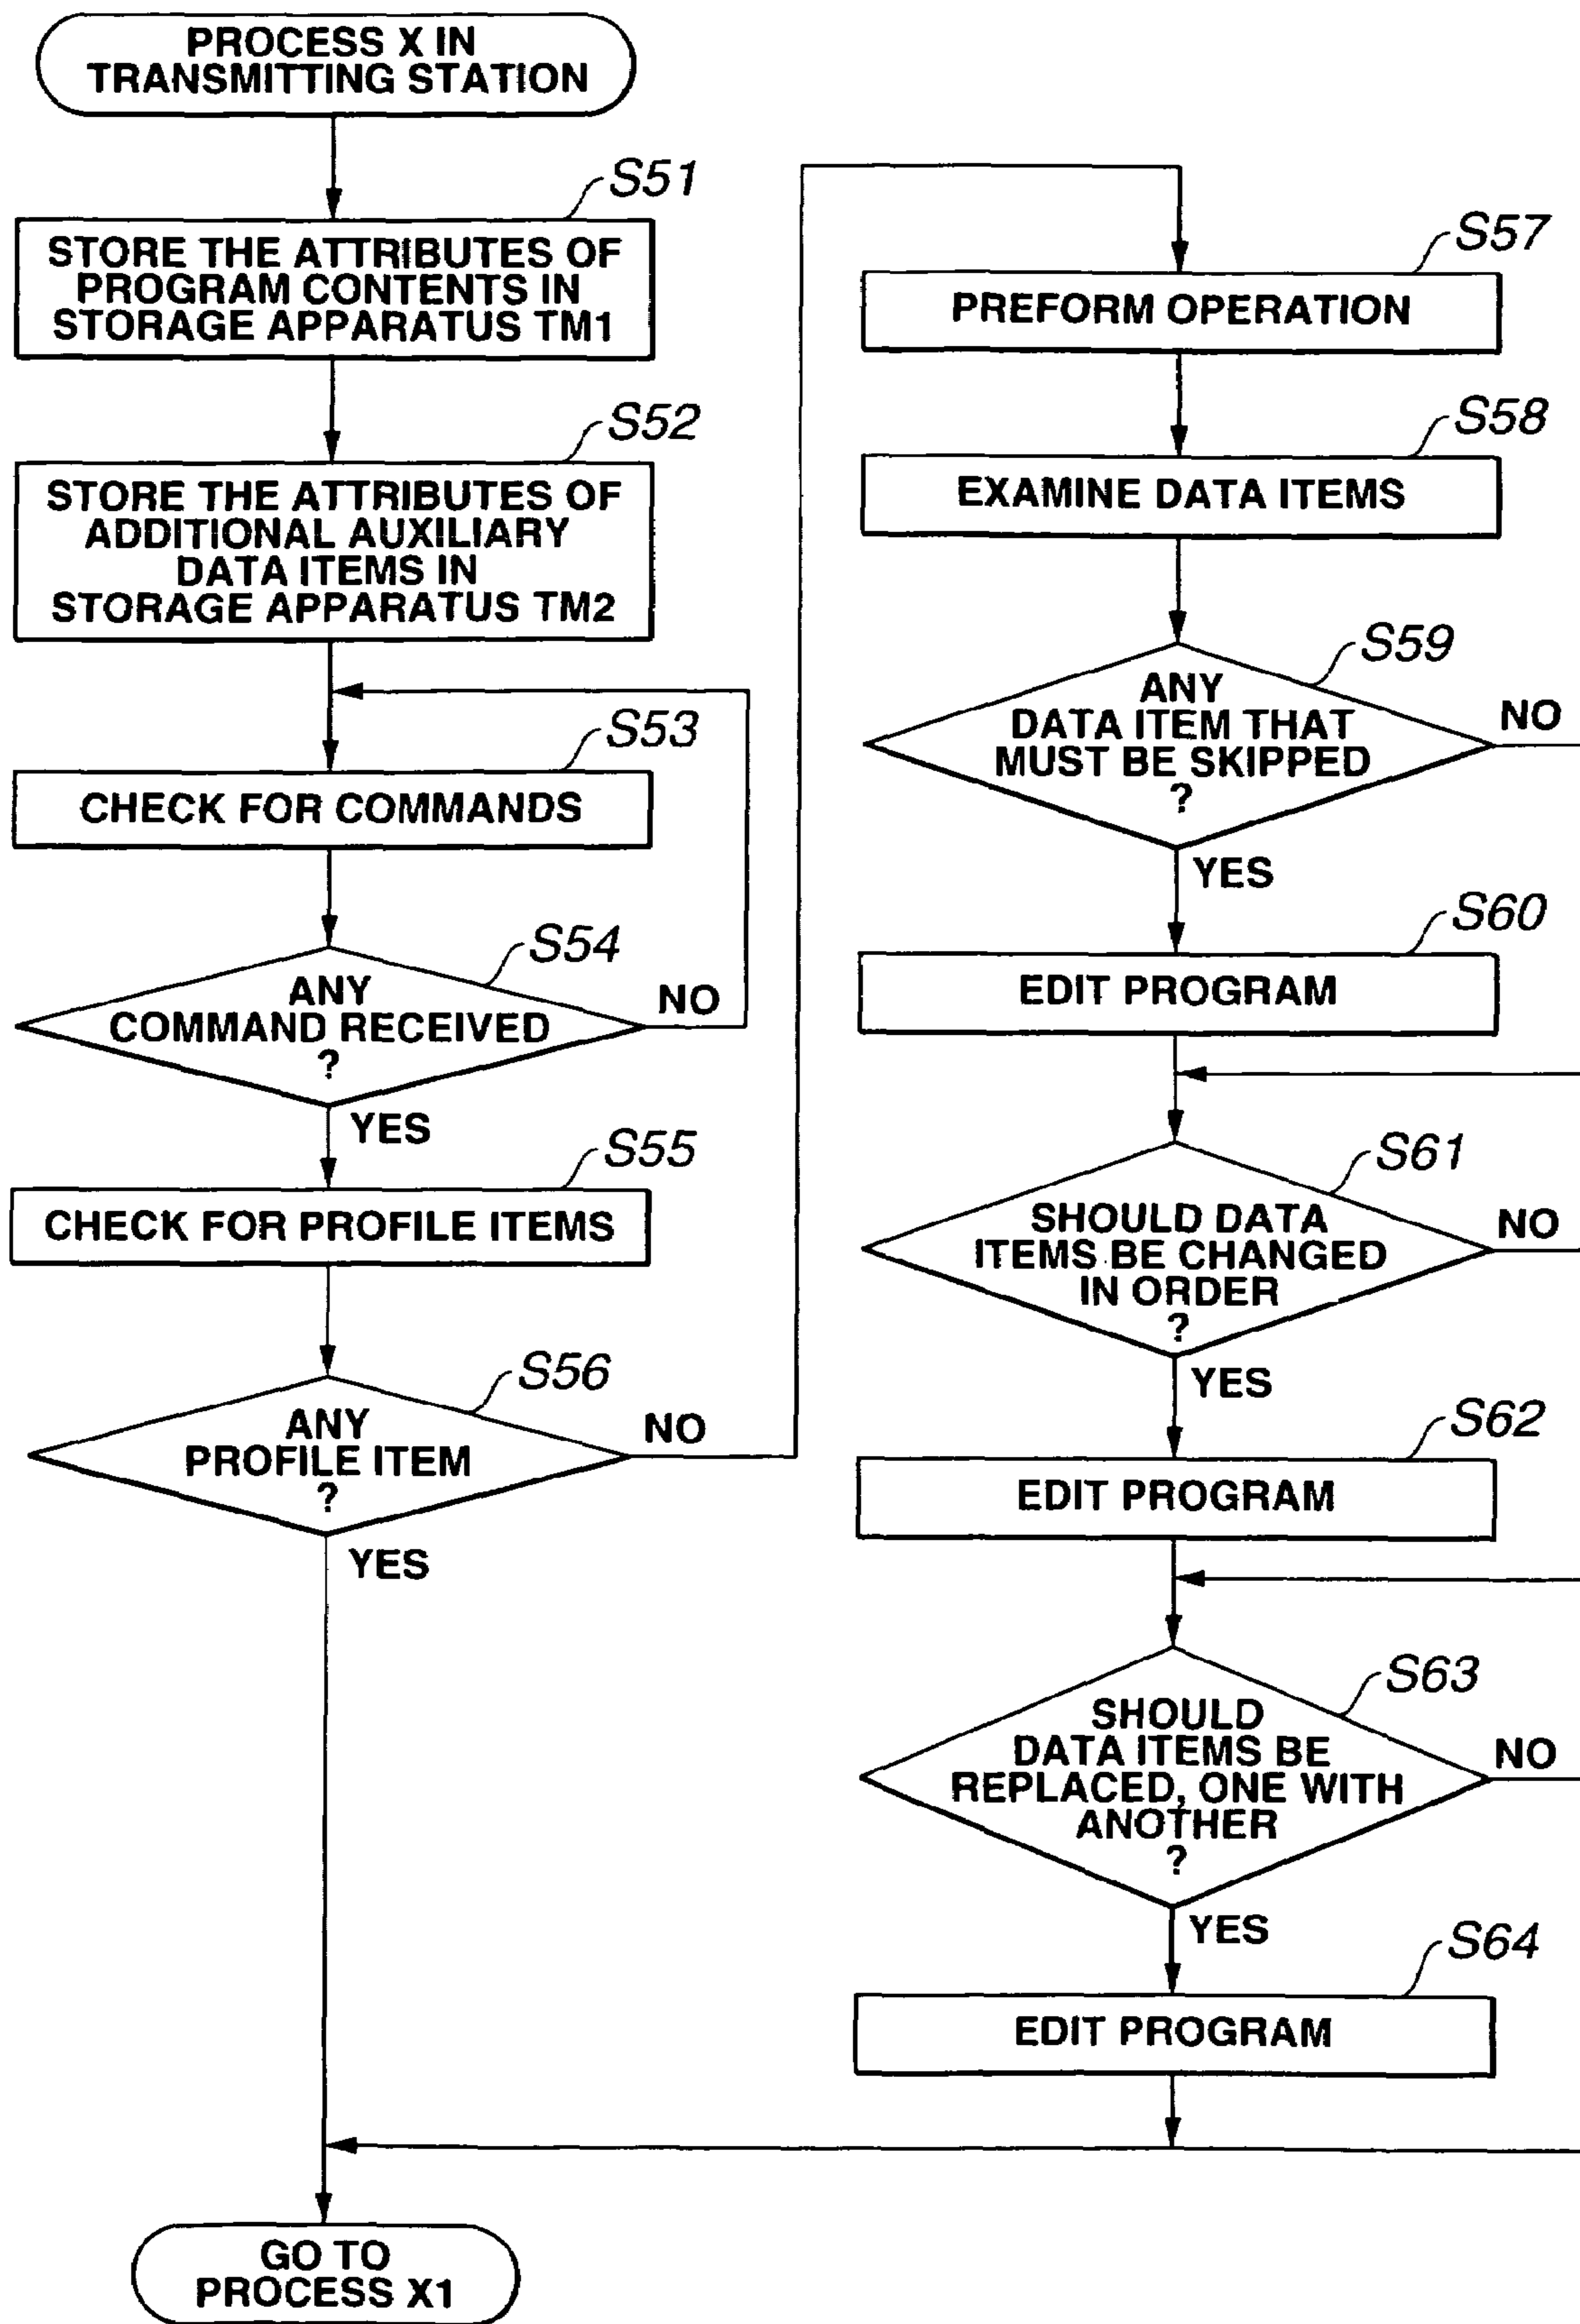 PROCESS X IN
TRANSMITTING STATION
S51
STORE THE ATTRIBUTES OF
PROGRAM CONTENTS IN
STORAGE APPARATUS TM1
S52
STORE THE ATTRIBUTES OF
ADDITIONAL AUXILIARY
DATA ITEMS IN
STORAGE APPARATUS TM2
S53
CHECK FOR COMMANDS
S54
ANY
COMMAND RECEIVED
?
NO
YES
S55
CHECK FOR PROFILE ITEMS
S56
ANY
PROFILE ITEM
?
NO
YES
S57
PREFORM OPERATION
S58
EXAMINE DATA ITEMS
S59
ANY
DATA ITEM THAT
MUST BE SKIPPED
?
NO
YES
S60
EDIT PROGRAM
S61
SHOULD DATA
ITEMS BE CHANGED
IN ORDER
?
NO
YES
S62
EDIT PROGRAM
S63
SHOULD
DATA ITEMS BE
REPLACED, ONE WITH
ANOTHER
?
NO
YES
S64
EDIT PROGRAM
GO TO
PROCESS X1